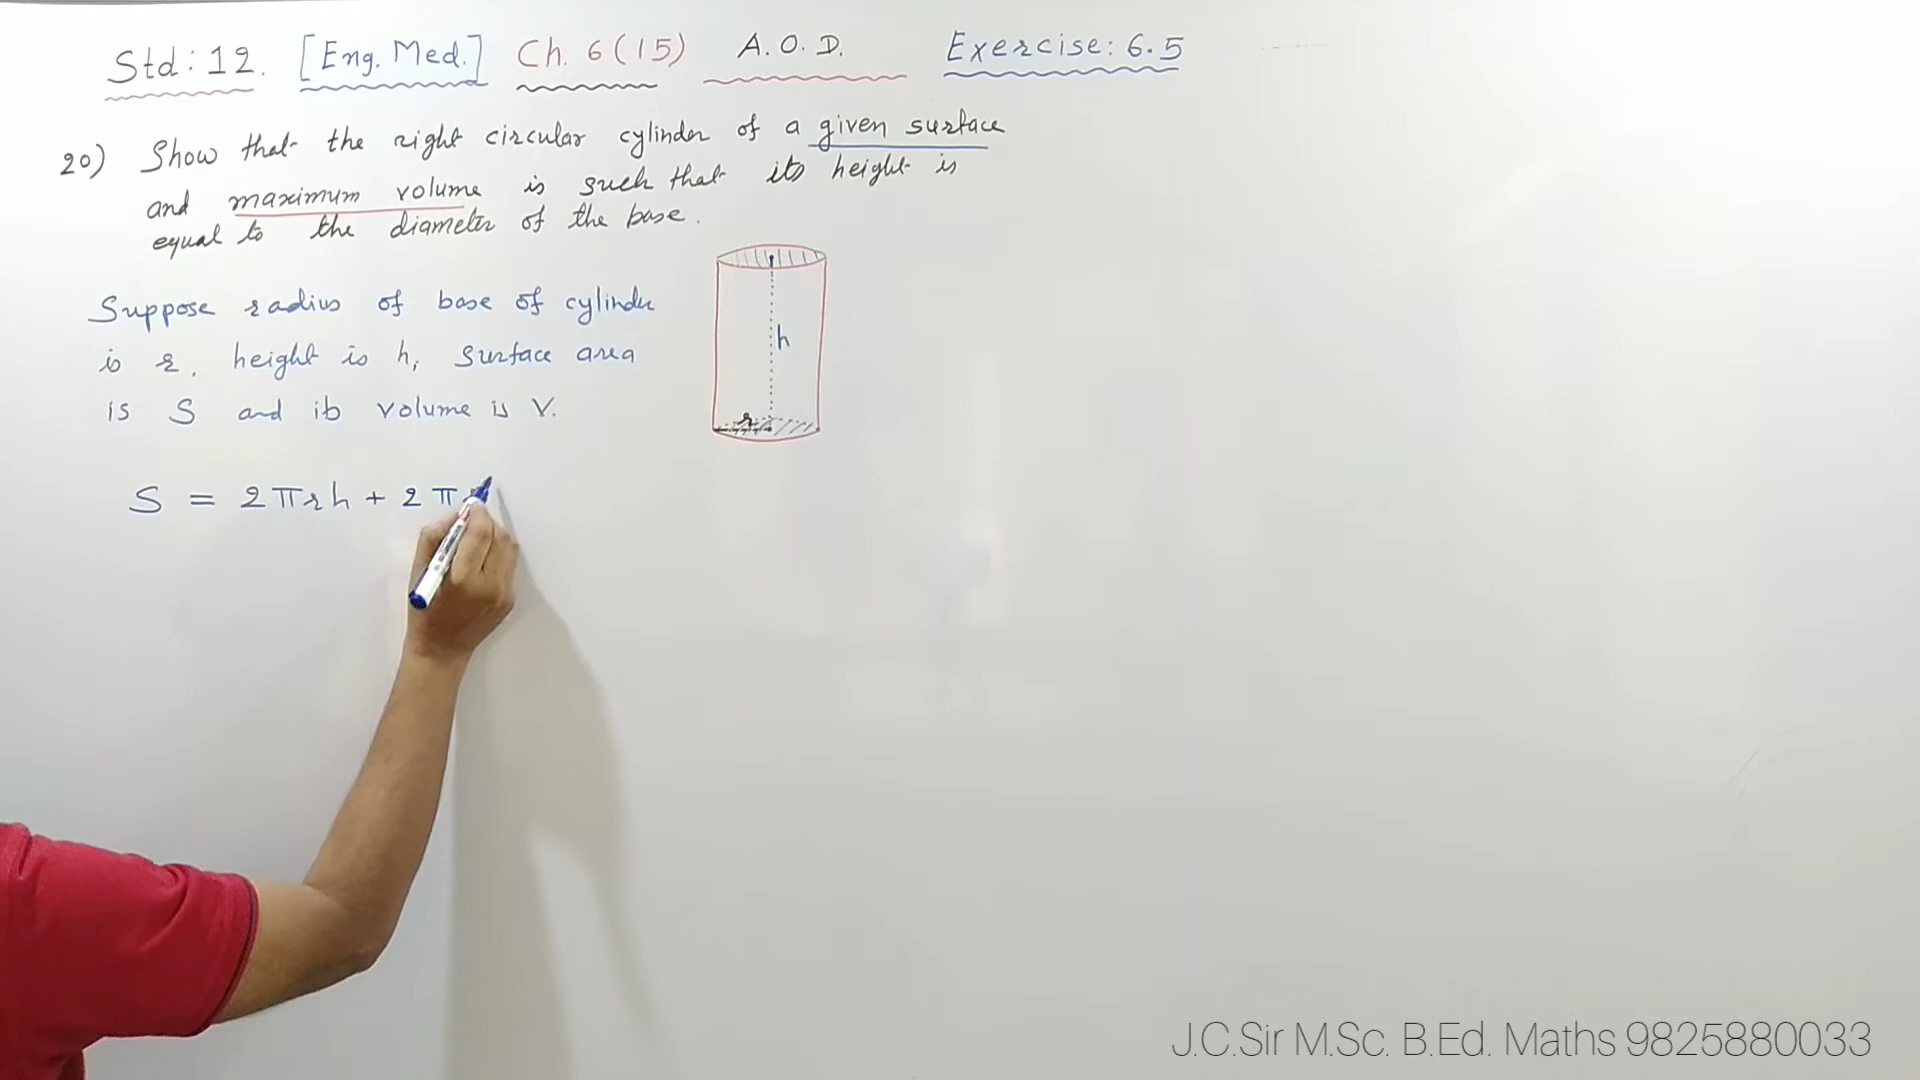 Std: 12. [Eng. Med.] Ch. 6 (15) A.O.D. Exercise: 6.5
20) Show that the right circular cylinder of a given surface
and maximum volume is such that its height is
equal to the diameter of the base.
Suppose radius of base of cylinder
is r, height is h, surface area
is S and its volume is V.
h
r
S = 2πrh + 2π
J.C.Sir M.Sc. B.Ed. Maths 9825880033